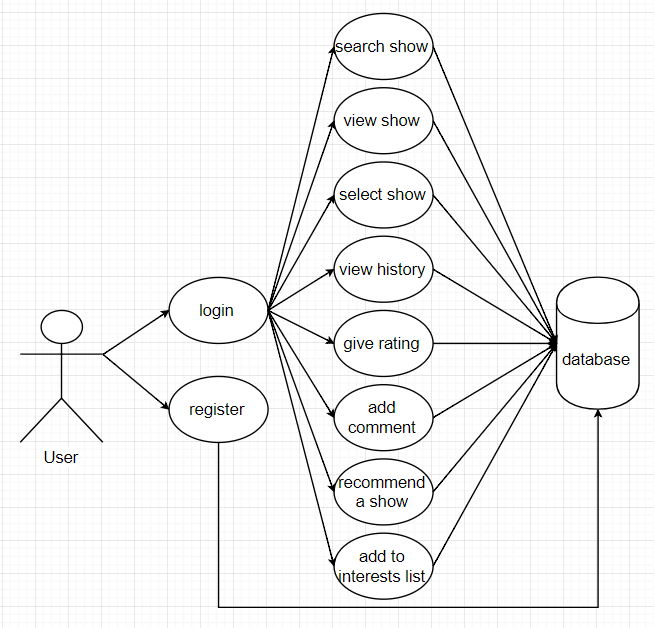 search show
view show
select show
view history
login
give rating
database
register
add
comment
User
recommend
a show
add to
interests list